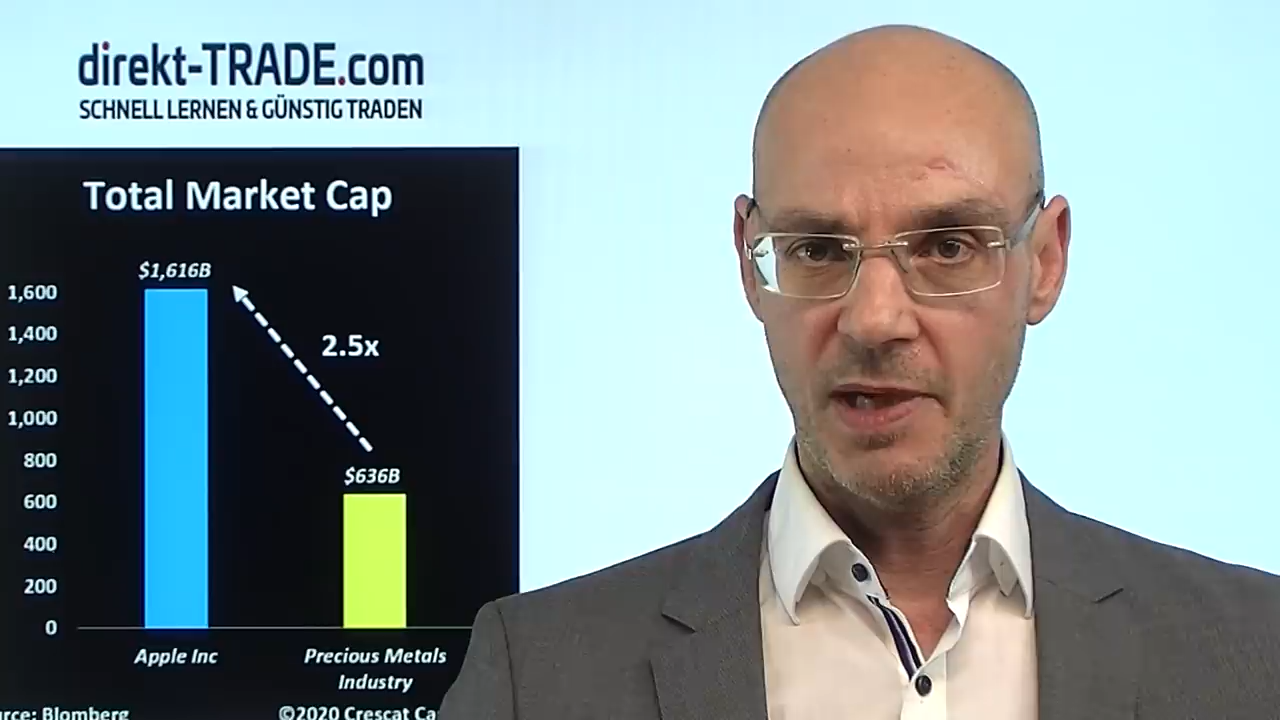 direkt-TRADE.com
SCHNELL LERNEN & GÜNSTIG TRADEN
Total Market Cap
$1,616B
1,600
1,400
2.5x
1,200
1,000
800
$636B
600
400
200
0
Apple Inc
Precious Metals
Industry
Bloomberg
©2020 Crescat